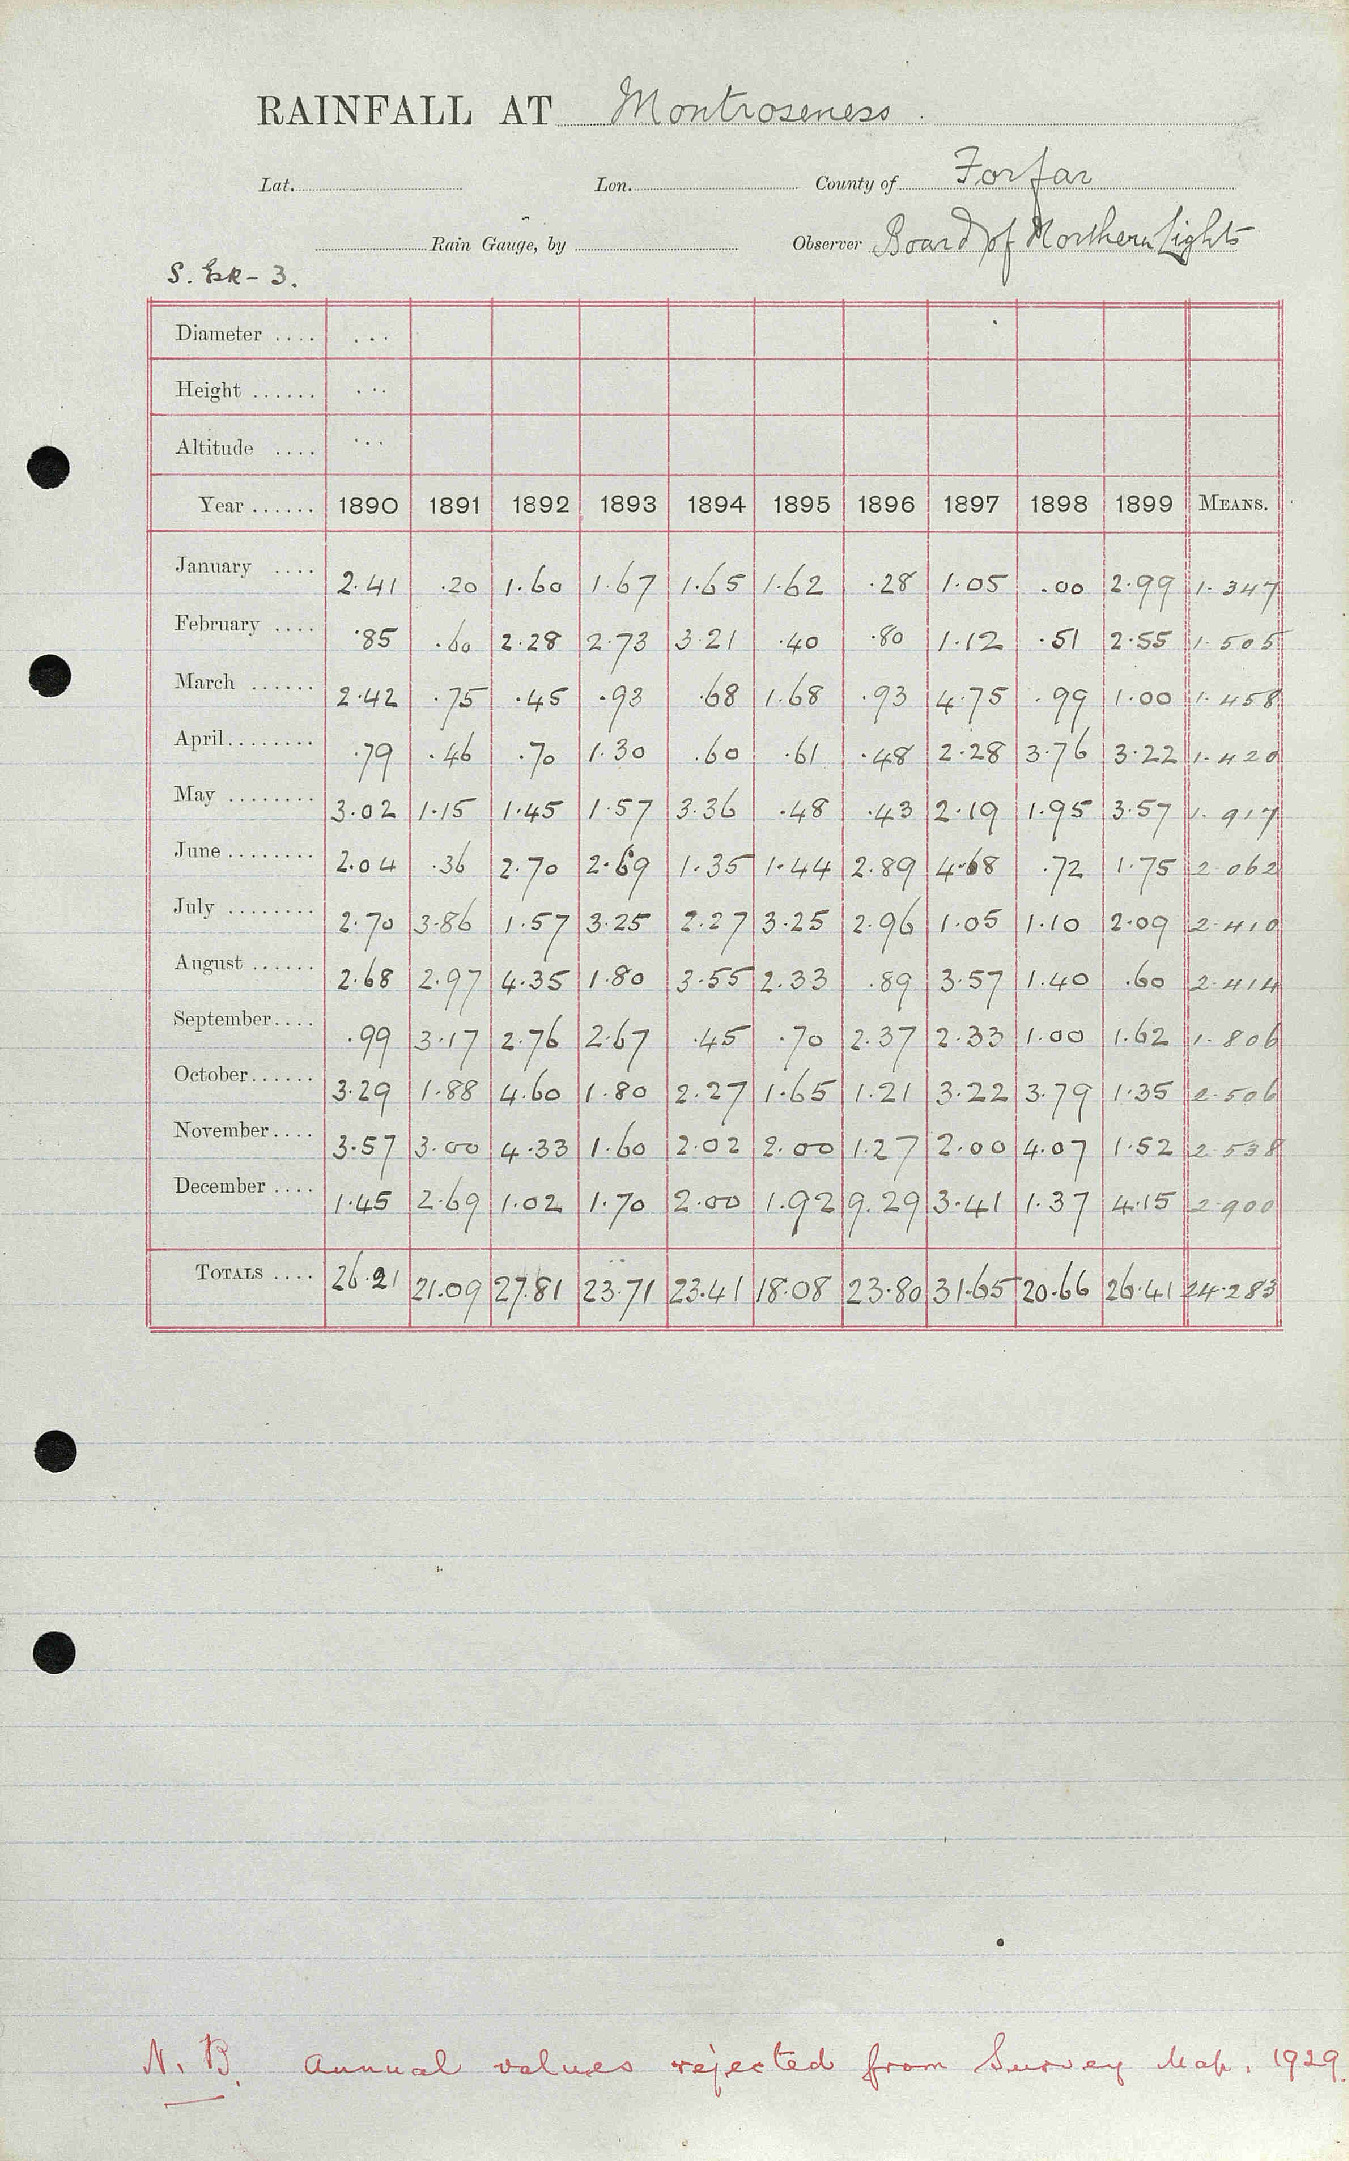 RAINFALL AT Montroseness.
Lat. Lon. County of Forfar
Rain Gauge, by Observer Board of Northern Lights
S. Esk - 3.
Diameter .... ...
Height ...... ...
Altitude .... ...
Year ...... 1890 1891 1892 1893 1894 1895 1896 1897 1898 1899 MEANS.
January .... 2.41 .20 1.60 1.67 1.65 1.62 .28 1.05 .00 2.99 1.347
February .... .85 .60 2.28 2.73 3.21 .40 .80 1.12 .51 2.55 1.505
March ...... 2.42 .75 .45 .93 .68 1.68 .93 4.75 .99 1.00 1.458
April........ .79 .46 .70 1.30 .60 .61 .48 2.28 3.76 3.22 1.420
May ........ 3.02 1.15 1.45 1.57 3.36 .48 .43 2.19 1.95 3.57 1.917
June ........ 2.04 .36 2.70 2.69 1.35 1.44 2.89 4.68 .72 1.75 2.062
July ........ 2.70 3.86 1.57 3.25 2.27 3.25 2.96 1.05 1.10 2.09 2.410
August ...... 2.68 2.97 4.35 1.80 3.55 2.33 .89 3.57 1.40 .60 2.414
September.... .99 3.17 2.76 2.67 .45 .70 2.37 2.33 1.00 1.62 1.806
October...... 3.29 1.88 4.60 1.80 2.27 1.65 1.21 3.22 3.79 1.35 2.506
November.... 3.57 3.00 4.33 1.60 2.02 2.00 1.27 2.00 4.07 1.52 2.538
December .... 1.45 2.69 1.02 1.70 2.00 1.92 9.29 3.41 1.37 4.15 2.900
TOTALS .... 26.21 21.09 27.81 23.71 23.41 18.08 23.80 31.65 20.66 26.41 24.283
N.B. Annual values rejected from Survey Map. 1929.